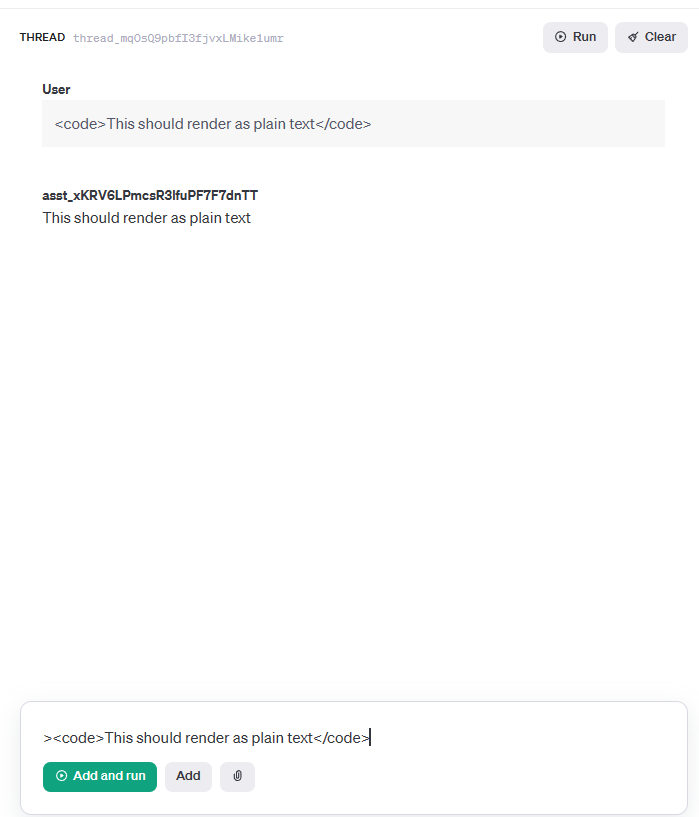 THREAD thread_mqOsQ9pbfI3fjvxLMike1umr Run Clear
User
<code>This should render as plain text</code>
asst_xKRV6LPmcsR3lfuPF7F7dnTT
This should render as plain text
><code>This should render as plain text</code>
Add and run Add